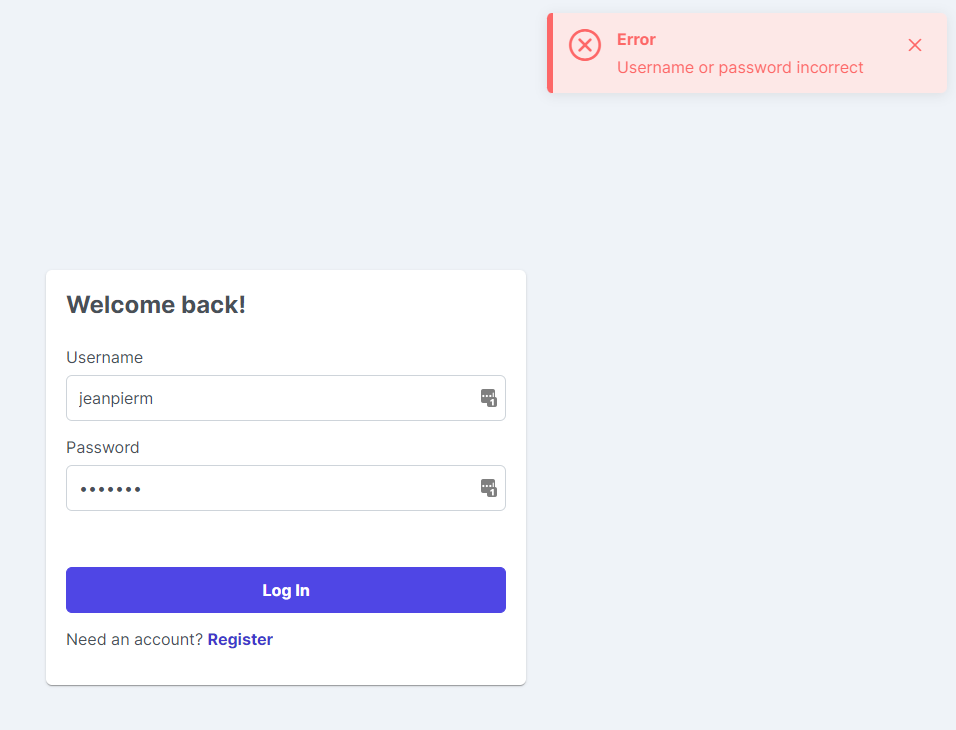 Error
Username or password incorrect
Welcome back!
Username
jeanpierm
Password
•••••••
Log In
Need an account? Register